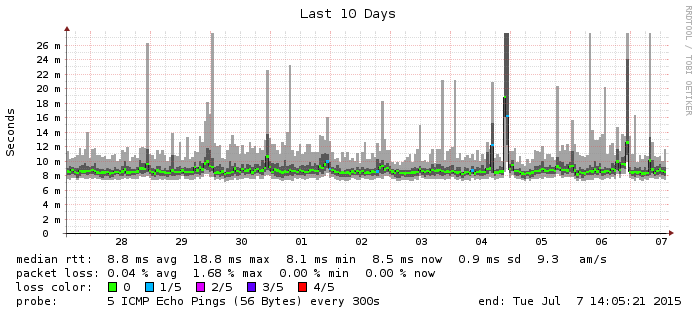 Last 10 Days
RRDTOOL / TOBI OETIKER
Seconds
26 m
24 m
22 m
20 m
18 m
16 m
14 m
12 m
10 m
8 m
6 m
4 m
2 m
0
28 29 30 01 02 03 04 05 06 07
median rtt: 8.8 ms avg 18.8 ms max 8.1 ms min 8.5 ms now 0.9 ms sd 9.3 am/s
packet loss: 0.04 % avg 1.68 % max 0.00 % min 0.00 % now
loss color: 0 1/5 2/5 3/5 4/5
probe: 5 ICMP Echo Pings (56 Bytes) every 300s end: Tue Jul 7 14:05:21 2015